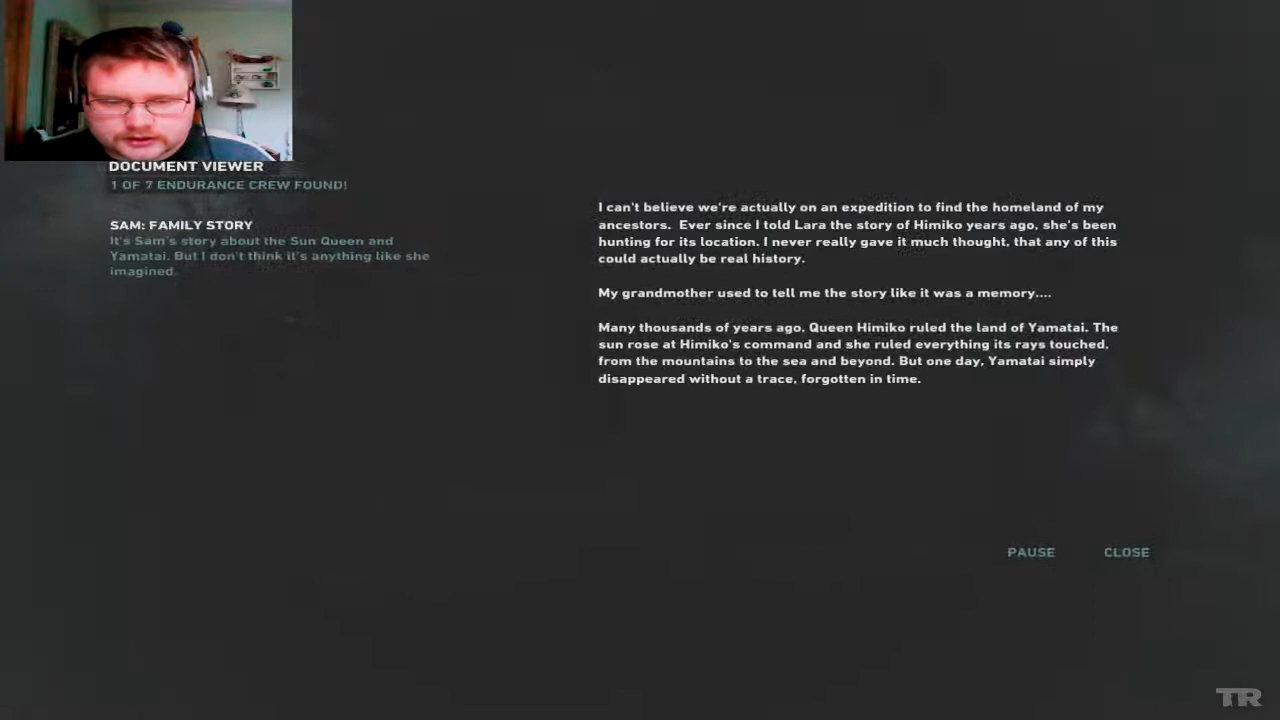 DOCUMENT VIEWER
1 OF 7 ENDURANCE CREW FOUND!
SAM: FAMILY STORY
It's Sam's story about the Sun Queen and
Yamatai. But I don't think it's anything like she
imagined.
I can't believe we're actually on an expedition to find the homeland of my
ancestors.  Ever since I told Lara the story of Himiko years ago, she's been
hunting for its location. I never really gave it much thought, that any of this
could actually be real history.
My grandmother used to tell me the story like it was a memory....
Many thousands of years ago, Queen Himiko ruled the land of Yamatai. The
sun rose at Himiko's command and she ruled everything its rays touched,
from the mountains to the sea and beyond. But one day, Yamatai simply
disappeared without a trace, forgotten in time.
PAUSE CLOSE
TR